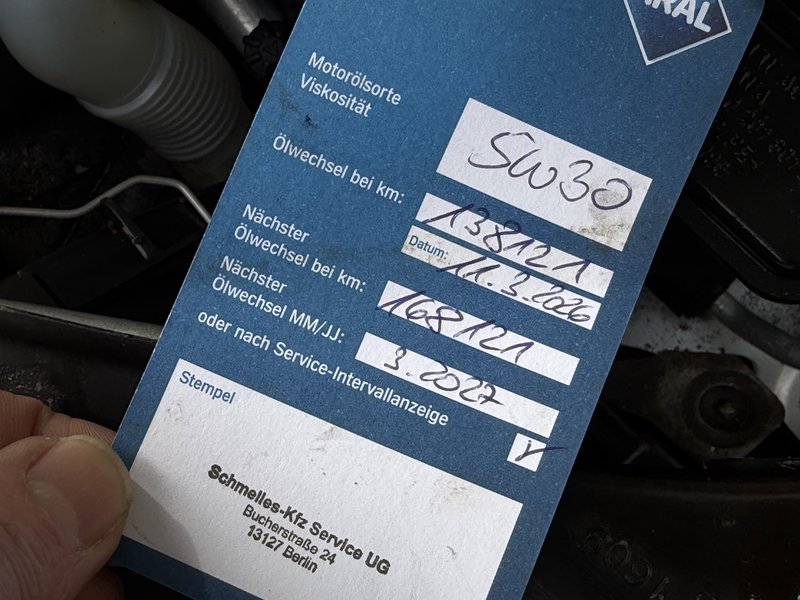 ARAL
Motorölsorte
Viskosität
5W30
Ölwechsel bei km:
138121
Datum:
11.3.2026
Nächster
Ölwechsel bei km:
168121
Nächster
Ölwechsel MM/JJ:
3.2027
oder nach Service-Intervallanzeige
Stempel
Schmelles-Kfz Service UG
Bucherstraße 24
13127 Berlin